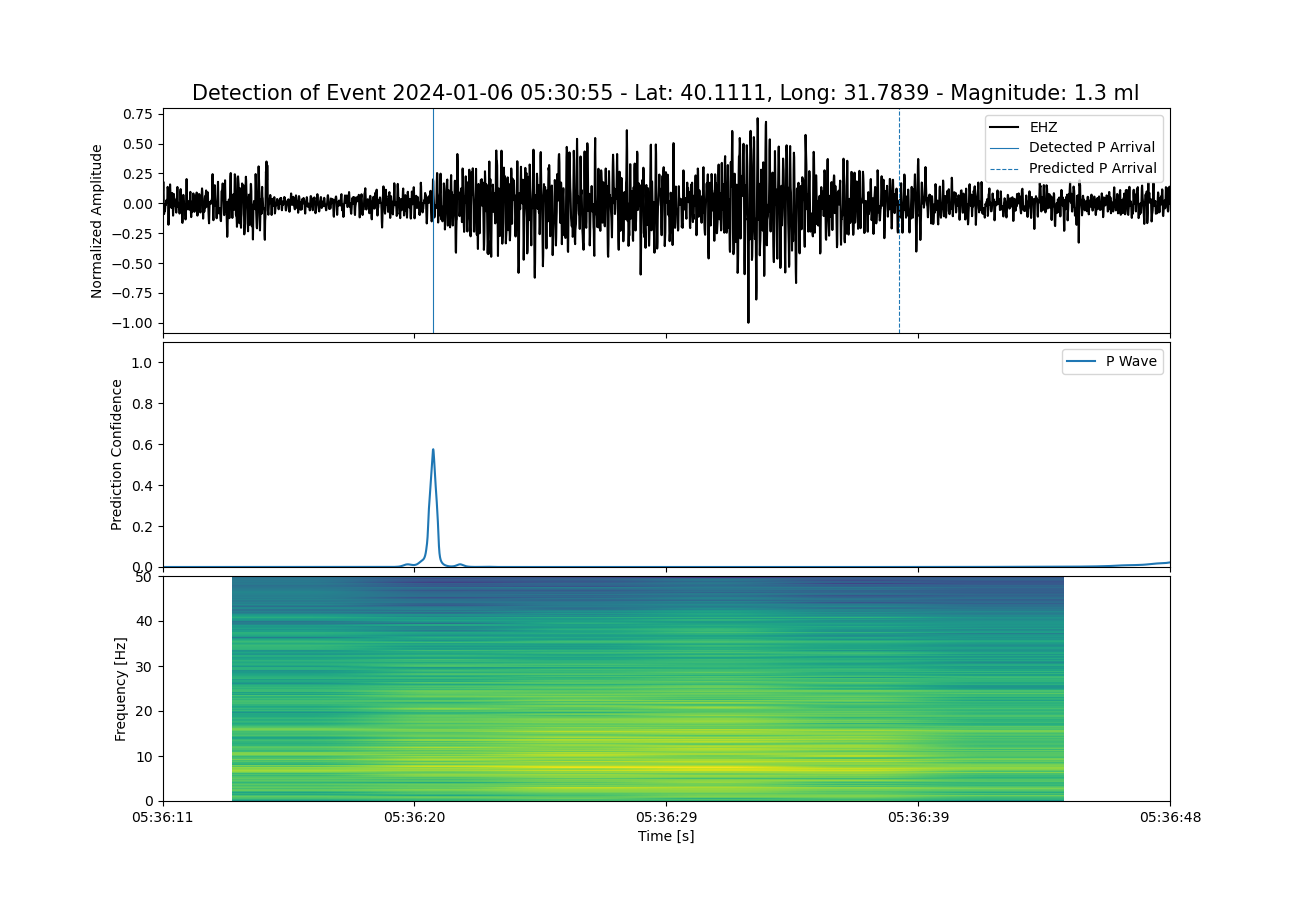 Detection of Event 2024-01-06 05:30:55 - Lat: 40.1111, Long: 31.7839 - Magnitude: 1.3 ml
Normalized Amplitude
0.75
0.50
0.25
0.00
−0.25
−0.50
−0.75
−1.00
EHZ
Detected P Arrival
Predicted P Arrival
Prediction Confidence
1.0
0.8
0.6
0.4
0.2
0.0
P Wave
Frequency [Hz]
50
40
30
20
10
0
05:36:11 05:36:20 05:36:29 05:36:39 05:36:48
Time [s]